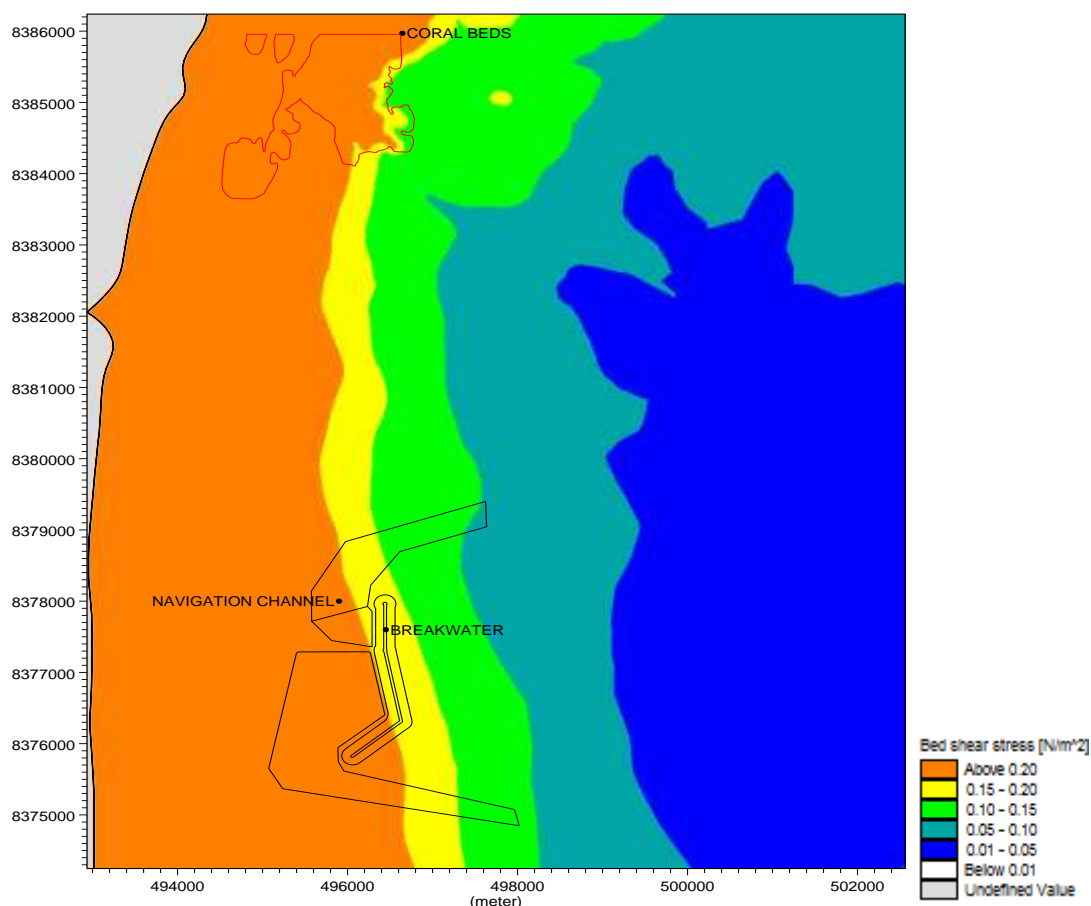 8386000
CORAL BEDS
8385000
8384000
8383000
8382000
8381000
8380000
8379000
8378000
NAVIGATION CHANNEL
BREAKWATER
8377000
8376000
8375000
494000
496000
498000
500000
502000
(meter)
Bed shear stress [N/m^2]
Above 0.20
0.15 - 0.20
0.10 - 0.15
0.05 - 0.10
0.01 - 0.05
Below 0.01
Undefined Value